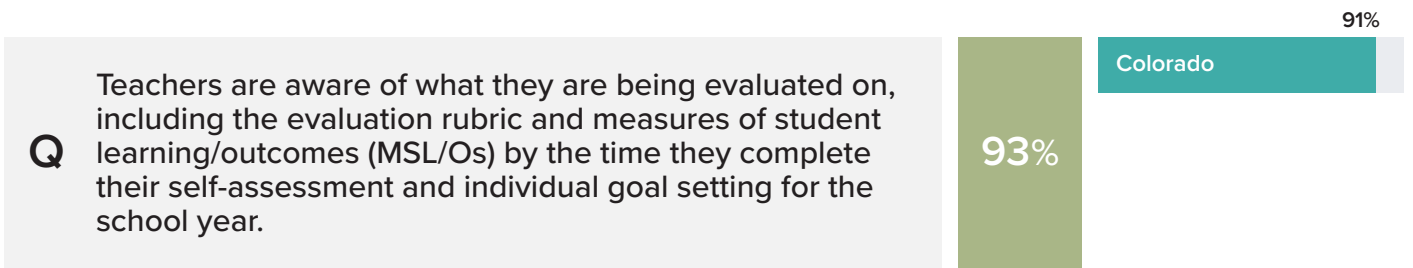 91%
Colorado
Q
Teachers are aware of what they are being evaluated on,
including the evaluation rubric and measures of student
learning/outcomes (MSL/Os) by the time they complete
their self-assessment and individual goal setting for the
school year.
93%